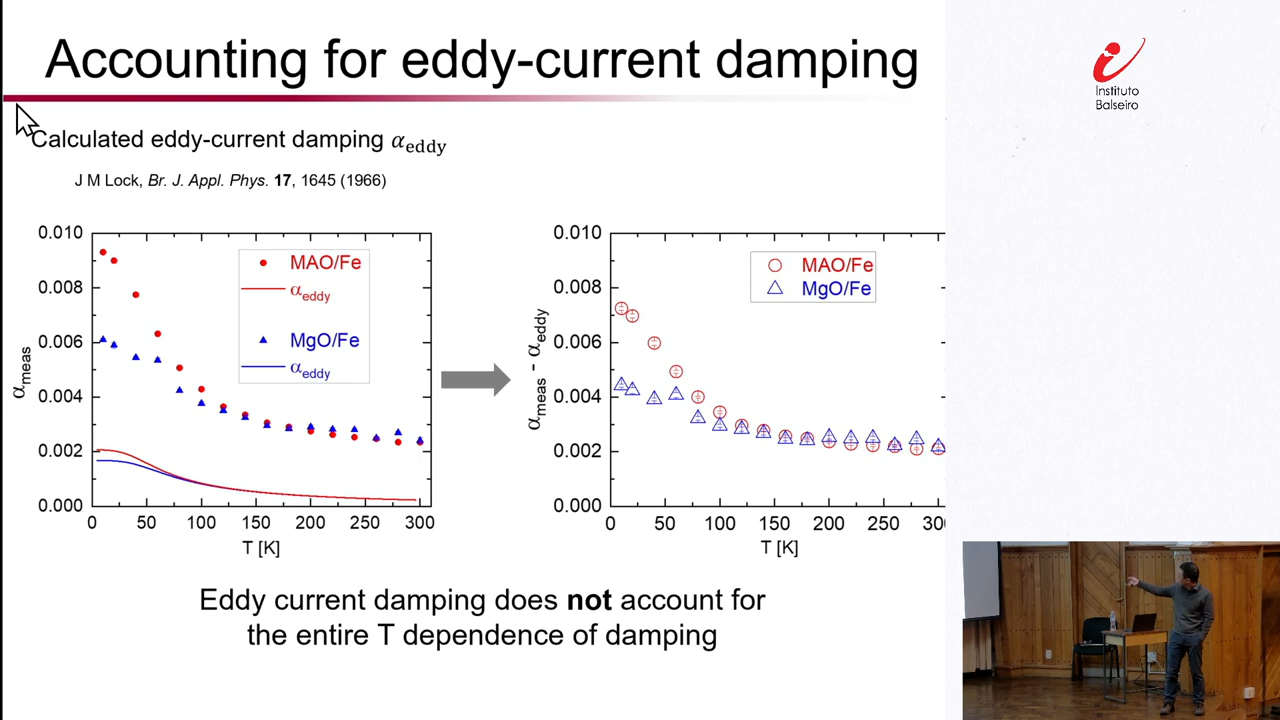 Accounting for eddy-current damping
Instituto
Balseiro
Calculated eddy-current damping α_eddy
J M Lock, Br. J. Appl. Phys. 17, 1645 (1966)
0.010
0.008
0.006
0.004
0.002
0.000
α_meas
MAO/Fe
α_eddy
MgO/Fe
α_eddy
0 50 100 150 200 250 300
T [K]
0.010
0.008
0.006
0.004
0.002
0.000
α_meas - α_eddy
MAO/Fe
MgO/Fe
0 50 100 150 200 250 30
T [K]
Eddy current damping does not account for
the entire T dependence of damping